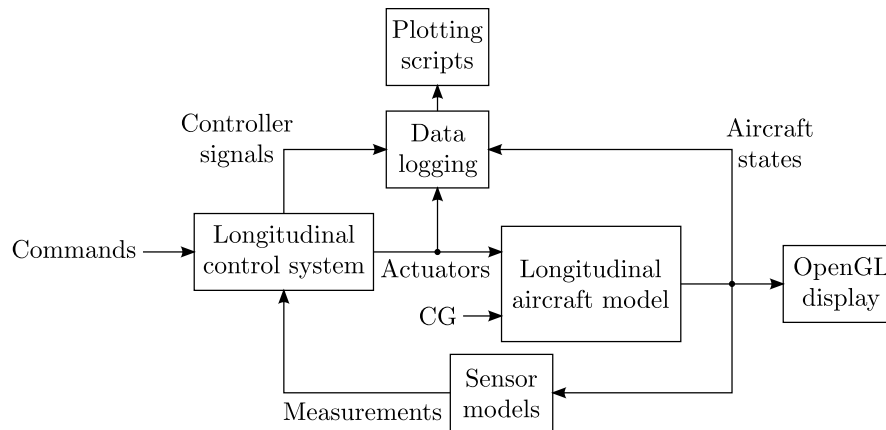 Plotting
scripts
Controller
signals
Data
logging
Aircraft
states
Commands
Longitudinal
control system
Actuators
CG
Longitudinal
aircraft model
OpenGL
display
Measurements
Sensor
models